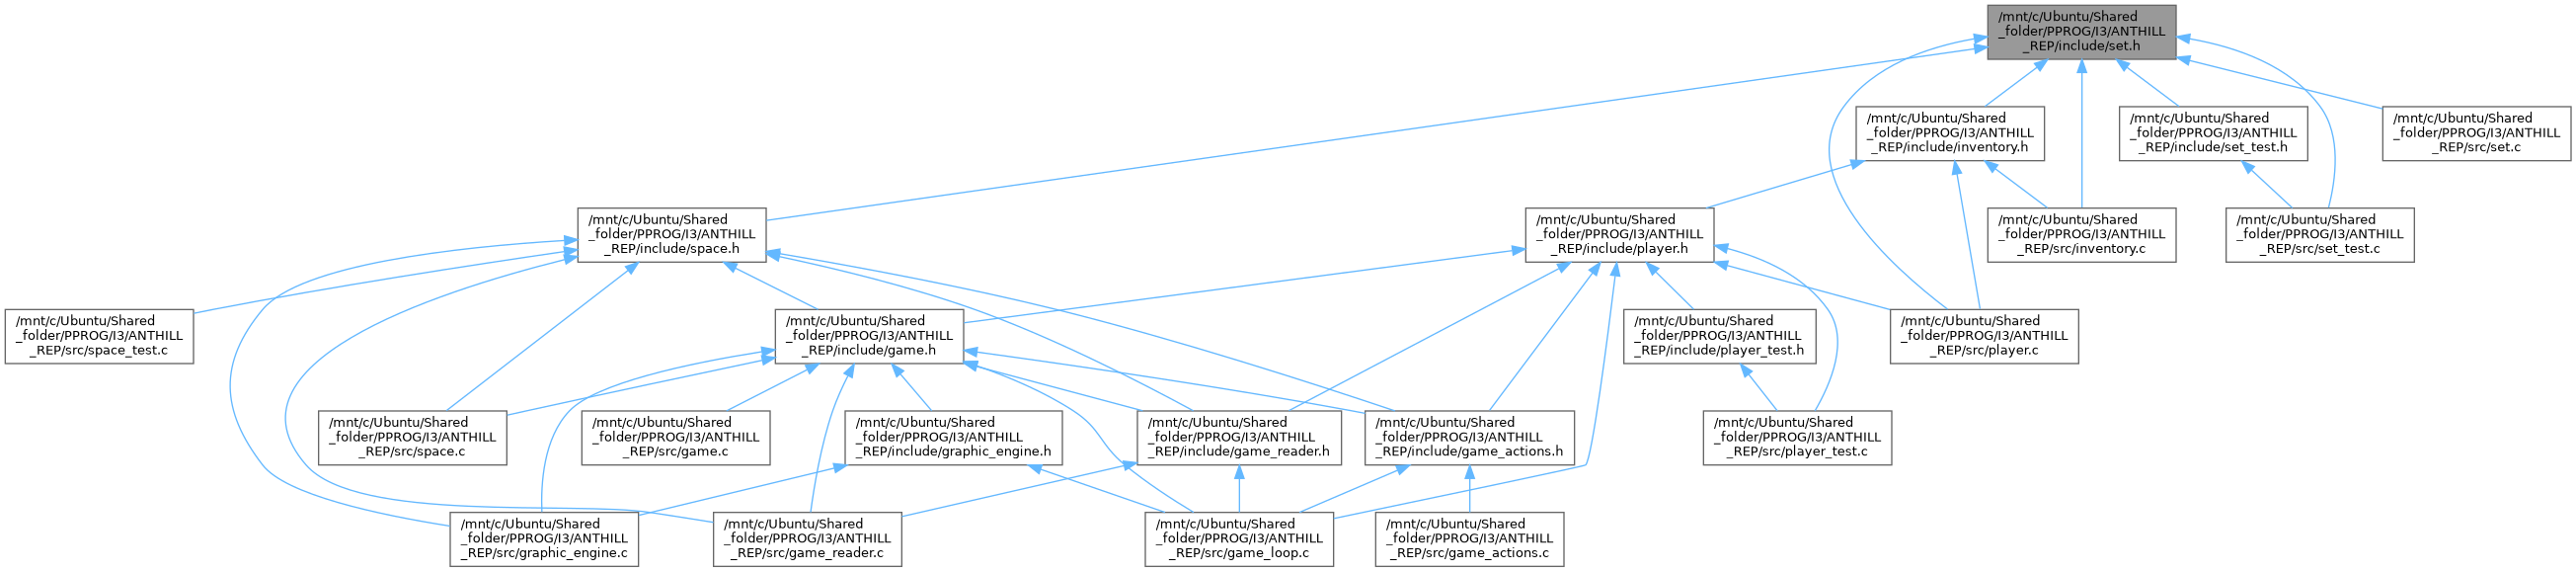 /mnt/c/Ubuntu/Shared
_folder/PPROG/I3/ANTHILL
_REP/include/set.h
/mnt/c/Ubuntu/Shared
_folder/PPROG/I3/ANTHILL
_REP/include/inventory.h
/mnt/c/Ubuntu/Shared
_folder/PPROG/I3/ANTHILL
_REP/include/set_test.h
/mnt/c/Ubuntu/Shared
_folder/PPROG/I3/ANTHILL
_REP/src/set.c
/mnt/c/Ubuntu/Shared
_folder/PPROG/I3/ANTHILL
_REP/include/space.h
/mnt/c/Ubuntu/Shared
_folder/PPROG/I3/ANTHILL
_REP/include/player.h
/mnt/c/Ubuntu/Shared
_folder/PPROG/I3/ANTHILL
_REP/src/inventory.c
/mnt/c/Ubuntu/Shared
_folder/PPROG/I3/ANTHILL
_REP/src/set_test.c
/mnt/c/Ubuntu/Shared
_folder/PPROG/I3/ANTHILL
_REP/src/space_test.c
/mnt/c/Ubuntu/Shared
_folder/PPROG/I3/ANTHILL
_REP/include/game.h
/mnt/c/Ubuntu/Shared
_folder/PPROG/I3/ANTHILL
_REP/include/player_test.h
/mnt/c/Ubuntu/Shared
_folder/PPROG/I3/ANTHILL
_REP/src/player.c
/mnt/c/Ubuntu/Shared
_folder/PPROG/I3/ANTHILL
_REP/src/space.c
/mnt/c/Ubuntu/Shared
_folder/PPROG/I3/ANTHILL
_REP/src/game.c
/mnt/c/Ubuntu/Shared
_folder/PPROG/I3/ANTHILL
_REP/include/graphic_engine.h
/mnt/c/Ubuntu/Shared
_folder/PPROG/I3/ANTHILL
_REP/include/game_reader.h
/mnt/c/Ubuntu/Shared
_folder/PPROG/I3/ANTHILL
_REP/include/game_actions.h
/mnt/c/Ubuntu/Shared
_folder/PPROG/I3/ANTHILL
_REP/src/player_test.c
/mnt/c/Ubuntu/Shared
_folder/PPROG/I3/ANTHILL
_REP/src/graphic_engine.c
/mnt/c/Ubuntu/Shared
_folder/PPROG/I3/ANTHILL
_REP/src/game_reader.c
/mnt/c/Ubuntu/Shared
_folder/PPROG/I3/ANTHILL
_REP/src/game_loop.c
/mnt/c/Ubuntu/Shared
_folder/PPROG/I3/ANTHILL
_REP/src/game_actions.c